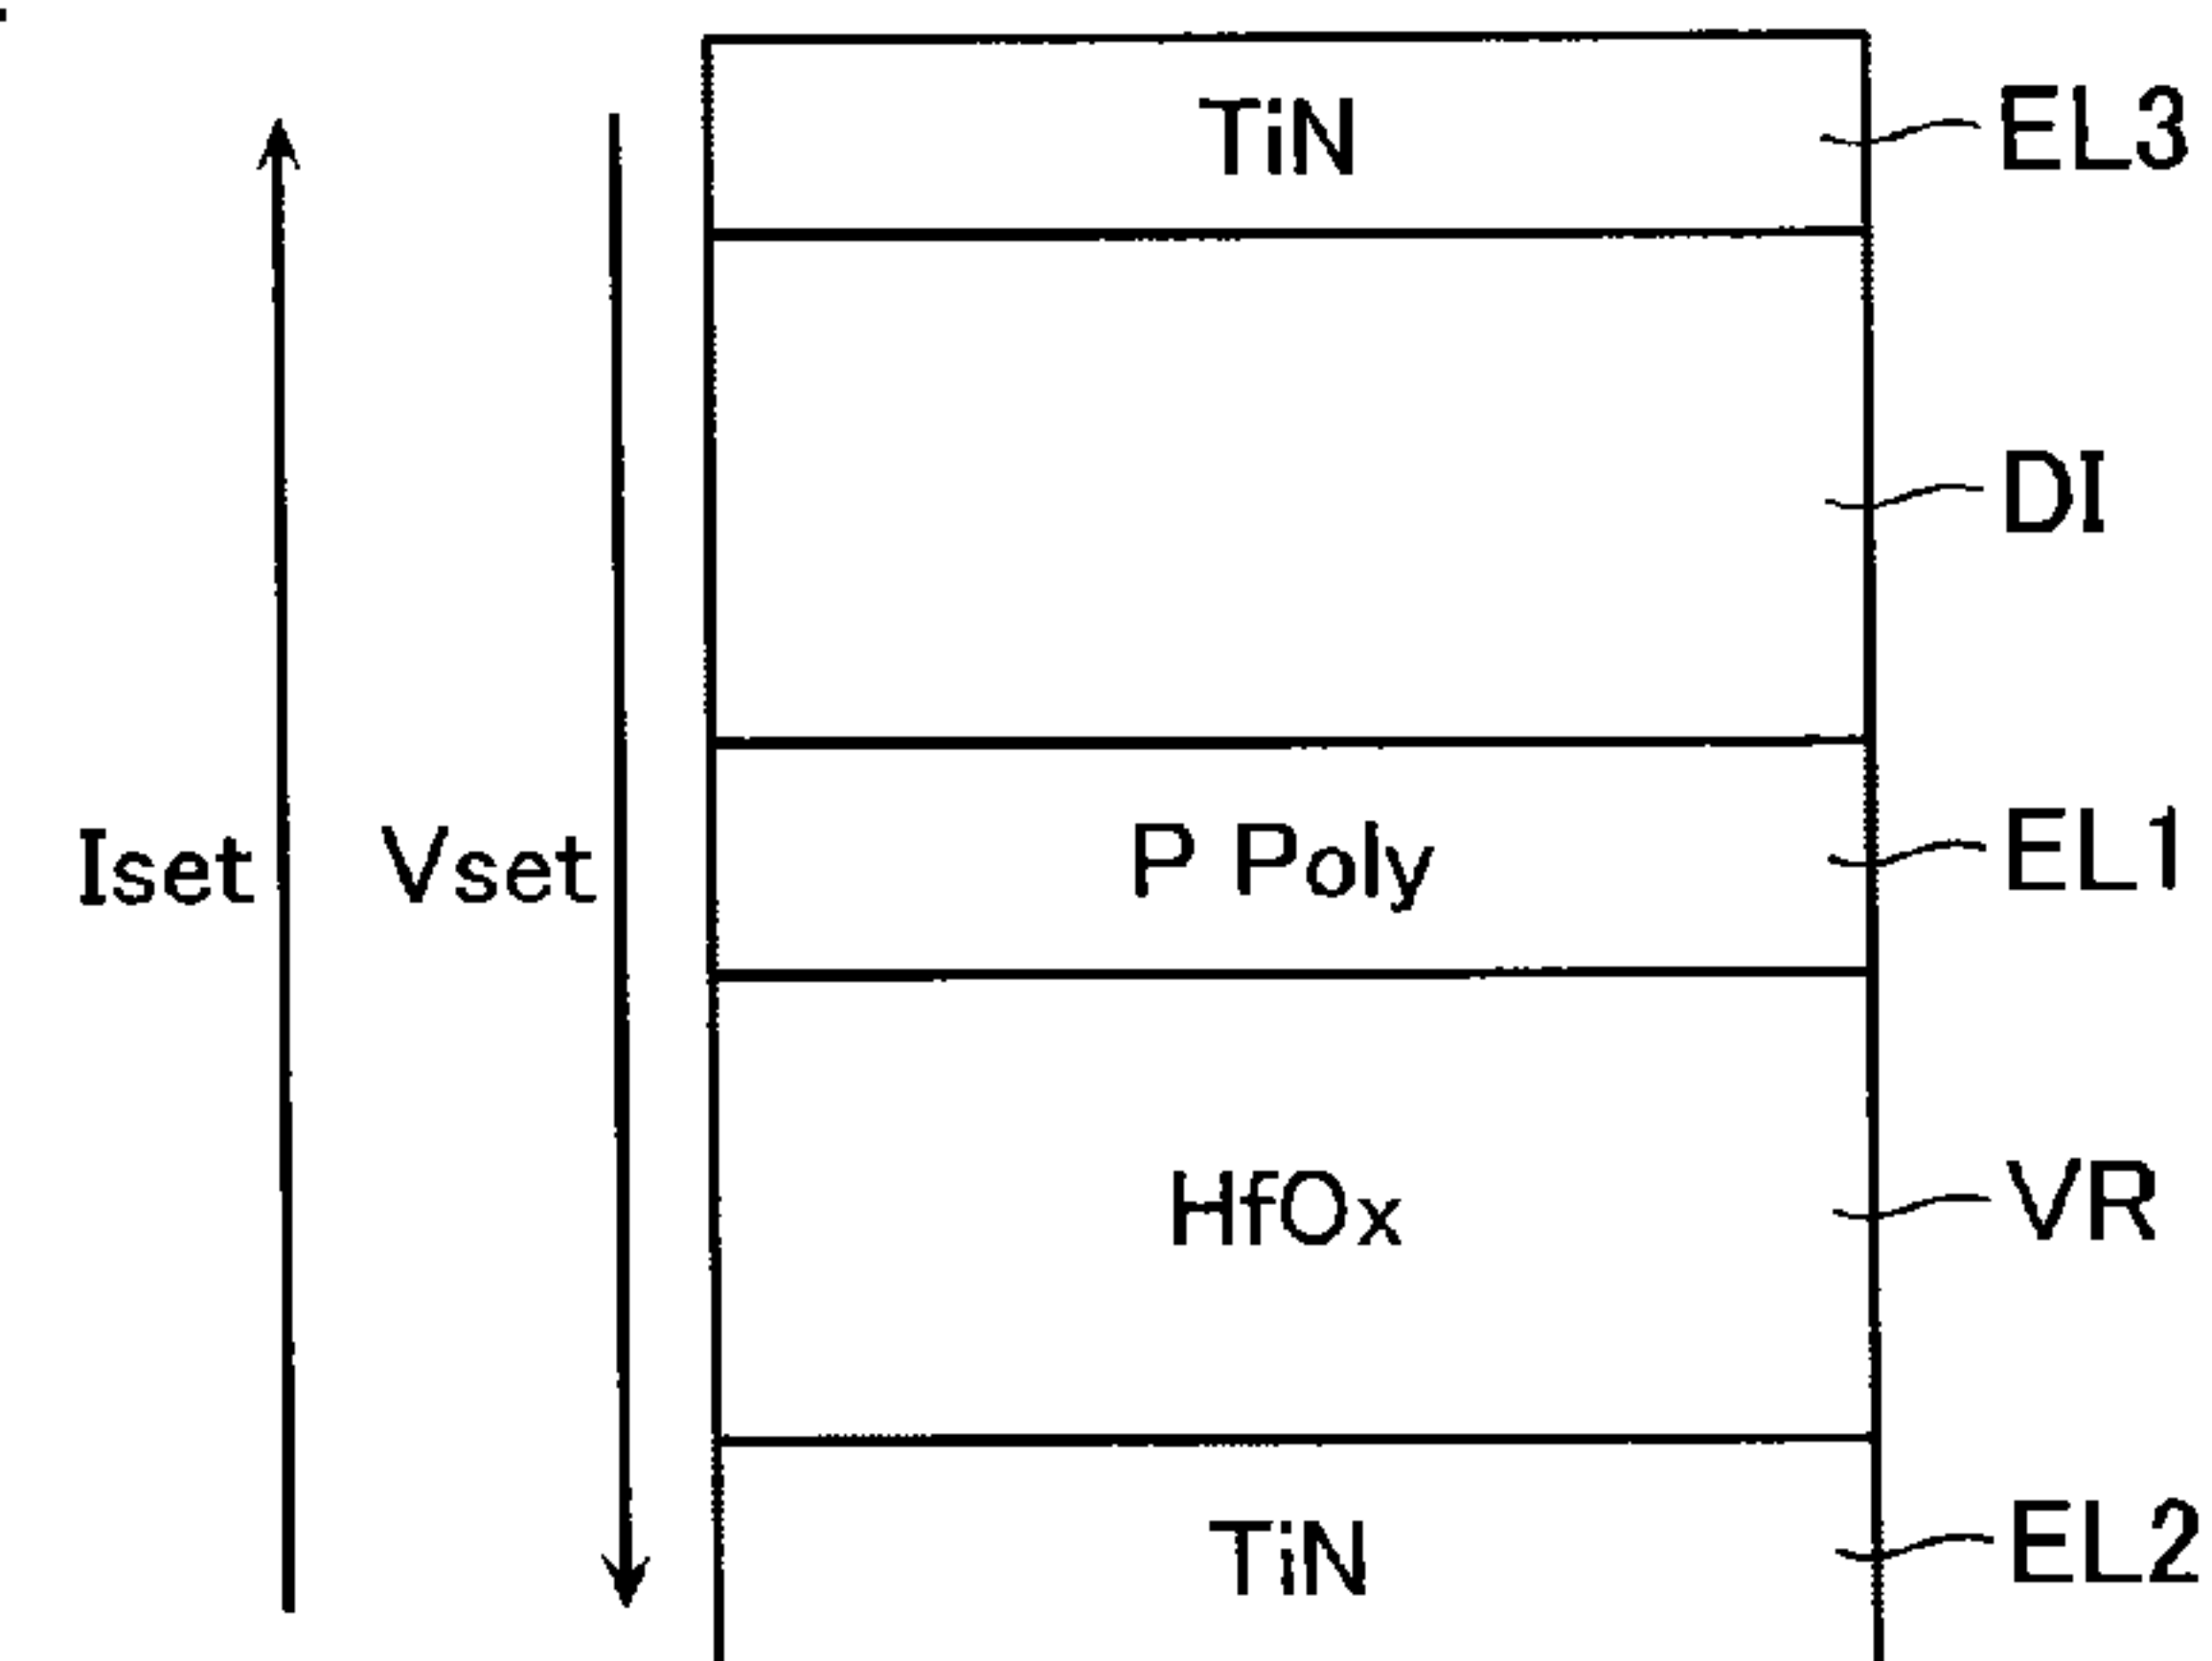 TiN EL3
DI
Iset Vset P Poly EL1
HfOx VR
TiN EL2